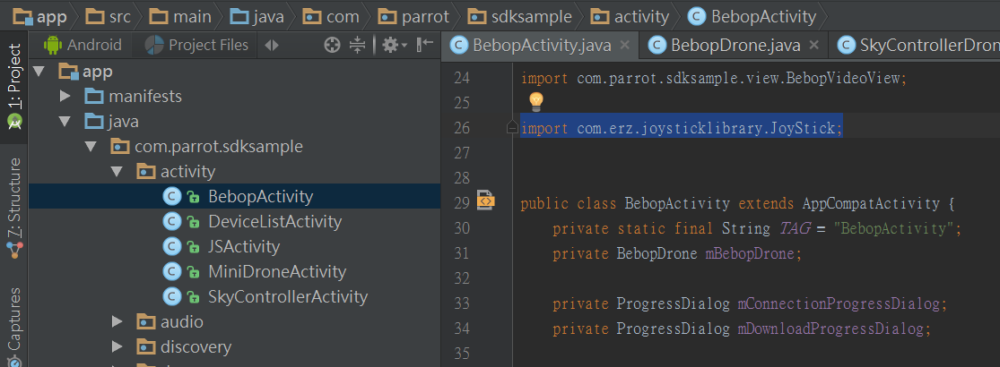 app src main java com parrot sdksample activity BebopActivity
Android Project Files
BebopActivity.java BebopDrone.java SkyControllerDron
1: Project
Z: Structure
Captures
app
manifests
java
com.parrot.sdksample
activity
BebopActivity
DeviceListActivity
JSActivity
MiniDroneActivity
SkyControllerActivity
audio
discovery
24 import com.parrot.sdksample.view.BebopVideoView;
25
26 import com.erz.joysticklibrary.JoyStick;
27
28
29 public class BebopActivity extends AppCompatActivity {
30 private static final String TAG = "BebopActivity";
31 private BebopDrone mBebopDrone;
32
33 private ProgressDialog mConnectionProgressDialog;
34 private ProgressDialog mDownloadProgressDialog;
35